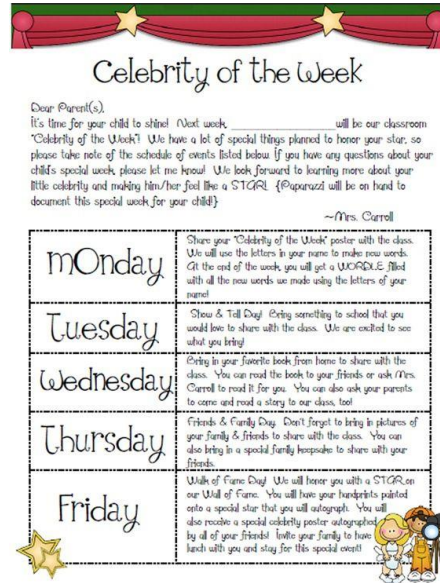 Celebrity of the Week
Dear Parent(s),
It's time for your child to shine! Next week, ____________________will be our classroom
"Celebrity of the Week"! We have a lot of special things planned to honor your star, so
please take note of the schedule of events listed below. If you have any questions about your
child's special week, please let me know! We look forward to learning more about your
little celebrity and making him/her feel like a STAR! {Paparazzi will be on hand to
document this special week for your child!}
~Mrs. Carroll
Monday
Share your "Celebrity of the Week" poster with the class.
We will use the letters in your name to make new words.
At the end of the week, you will get a WORDLE filled
with all the new words we made using the letters of your
name!
Tuesday
Show & Tell Day! Bring something to school that you
would love to share with the class. We are excited to see
what you bring!
Wednesday
Bring in your favorite book from home to share with the
class. You can read the book to your friends or ask Mrs.
Carroll to read it for you. You can also ask your parents
to come and read a story to our class, too!
Thursday
Friends & Family Day. Don't forget to bring in pictures of
your family & friends to share with the class. You can
also bring in a special family keepsake to share with your
friends.
Friday
Walk of Fame Day! We will honor you with a STAR on
our Wall of Fame. You will have your handprints painted
onto a special star that you will autograph. You will
also receive a special celebrity poster autographed
by all of your friends! Invite your family to have
lunch with you and stay for this special event!